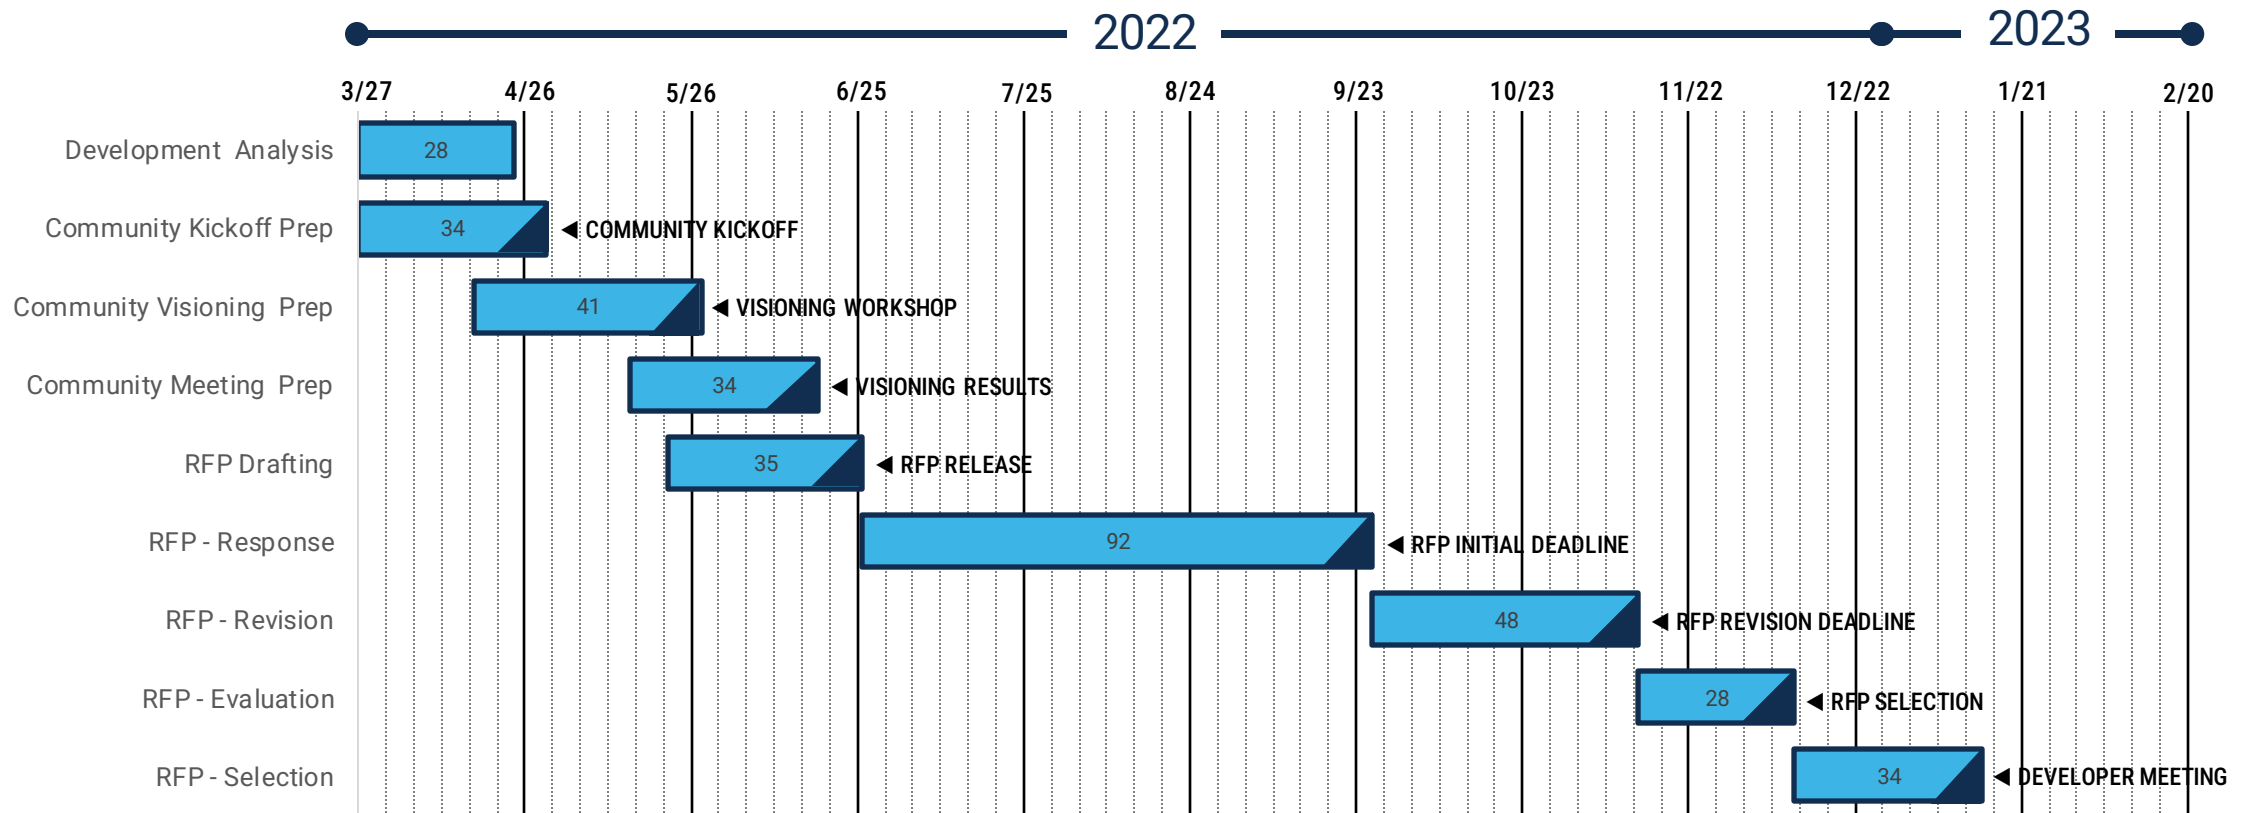 2022 2023
3/27 4/26 5/26 6/25 7/25 8/24 9/23 10/23 11/22 12/22 1/21 2/20
Development Analysis 28
Community Kickoff Prep 34 ◄ COMMUNITY KICKOFF
Community Visioning Prep 41 ◄ VISIONING WORKSHOP
Community Meeting Prep 34 ◄ VISIONING RESULTS
RFP Drafting 35 ◄ RFP RELEASE
RFP - Response 92 ◄ RFP INITIAL DEADLINE
RFP - Revision 48 ◄ RFP REVISION DEADLINE
RFP - Evaluation 28 ◄ RFP SELECTION
RFP - Selection 34 ◄ DEVELOPER MEETING